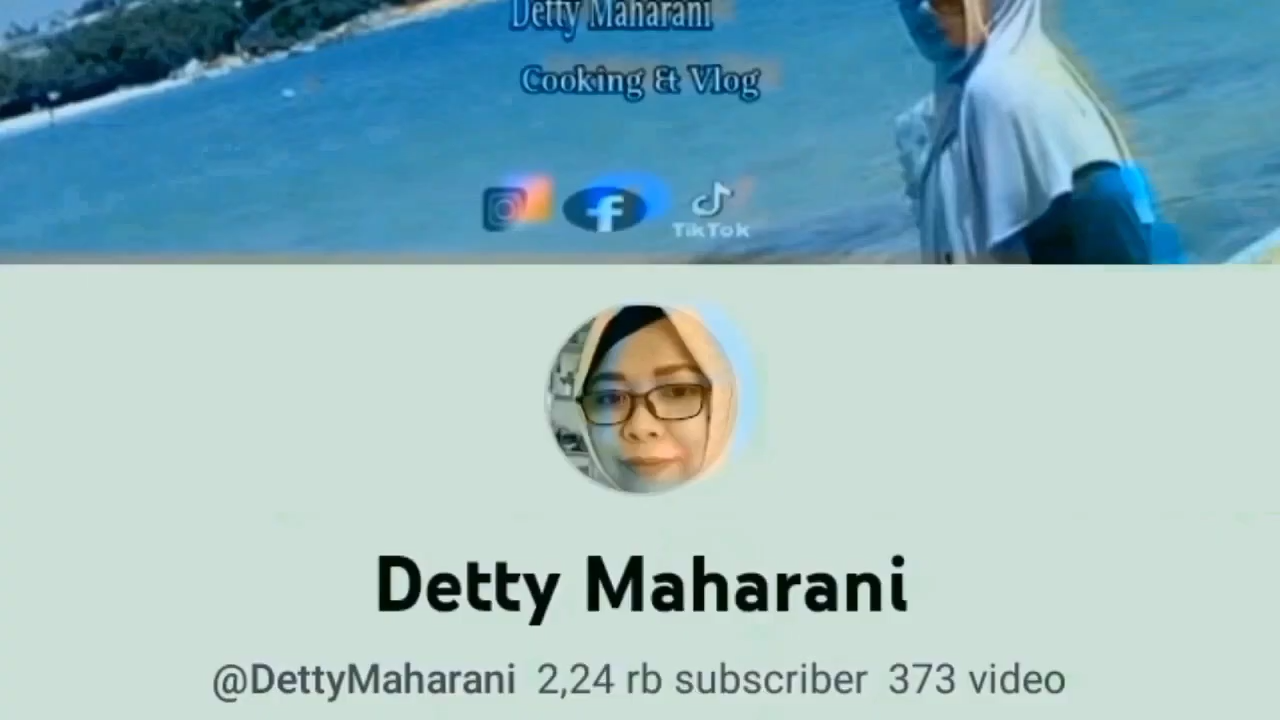 Detty Maharani
Cooking & Vlog
TikTok
Detty Maharani
@DettyMaharani 2,24 rb subscriber 373 video